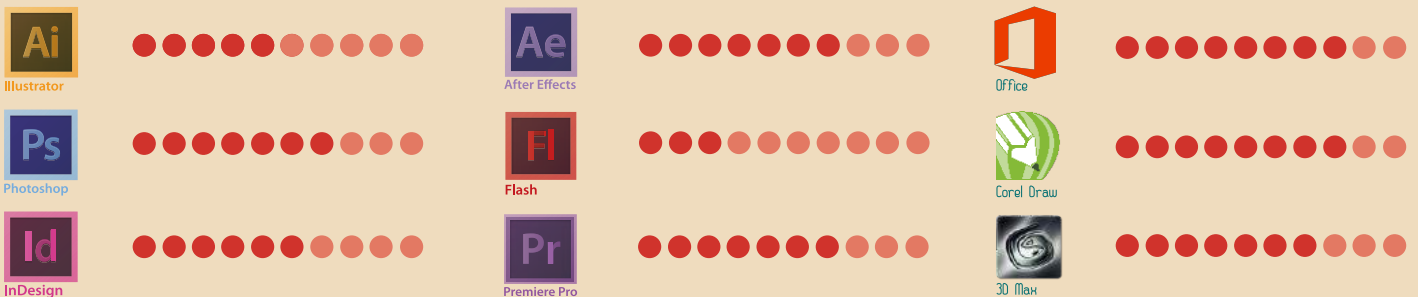 Ai
Illustrator
Ae
After Effects
Office
Ps
Photoshop
Fl
Flash
Corel Draw
Id
InDesign
Pr
Premiere Pro
3D Max